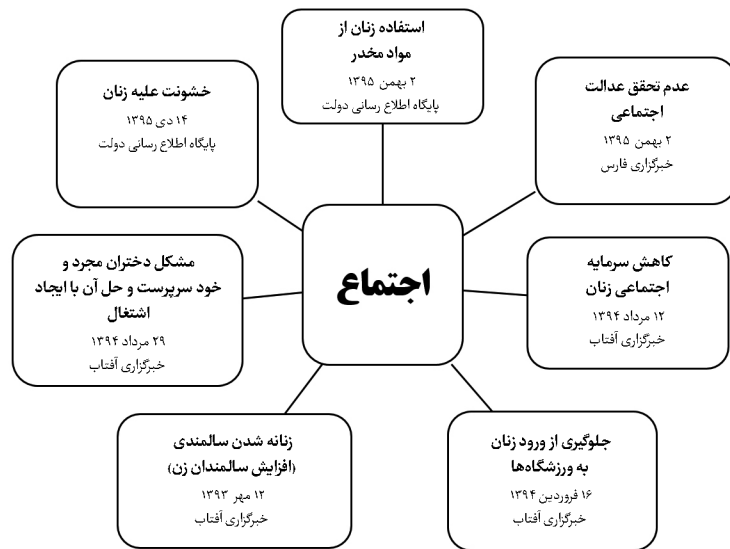 استفاده زنان از
مواد مخدر
۲ بهمن ۱۳۹۵
پایگاه اطلاع رسانی دولت
عدم تحقق عدالت
اجتماعی
۲ بهمن ۱۳۹۵
خبرگزاری فارس
خشونت علیه زنان
۱۴ دی ۱۳۹۵
پایگاه اطلاع رسانی دولت
اجتماع
کاهش سرمایه
اجتماعی زنان
۱۲ مرداد ۱۳۹۴
خبرگزاری آفتاب
مشکل دختران مجرد و
خود سرپرست و حل آن با ایجاد
اشتغال
۲۹ مرداد ۱۳۹۴
خبرگزاری آفتاب
جلوگیری از ورود زنان
به ورزشگاه‌ها
۱۶ فروردین ۱۳۹۴
خبرگزاری آفتاب
زنانه شدن سالمندی
(افزایش سالمندان زن)
۱۲ مهر ۱۳۹۳
خبرگزاری آفتاب